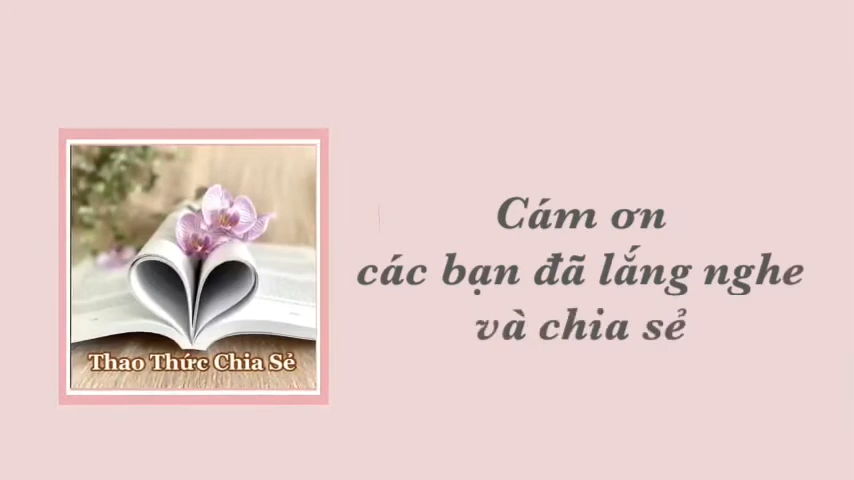 Thao Thức Chia Sẻ
Cám ơn
các bạn đã lắng nghe
và chia sẻ